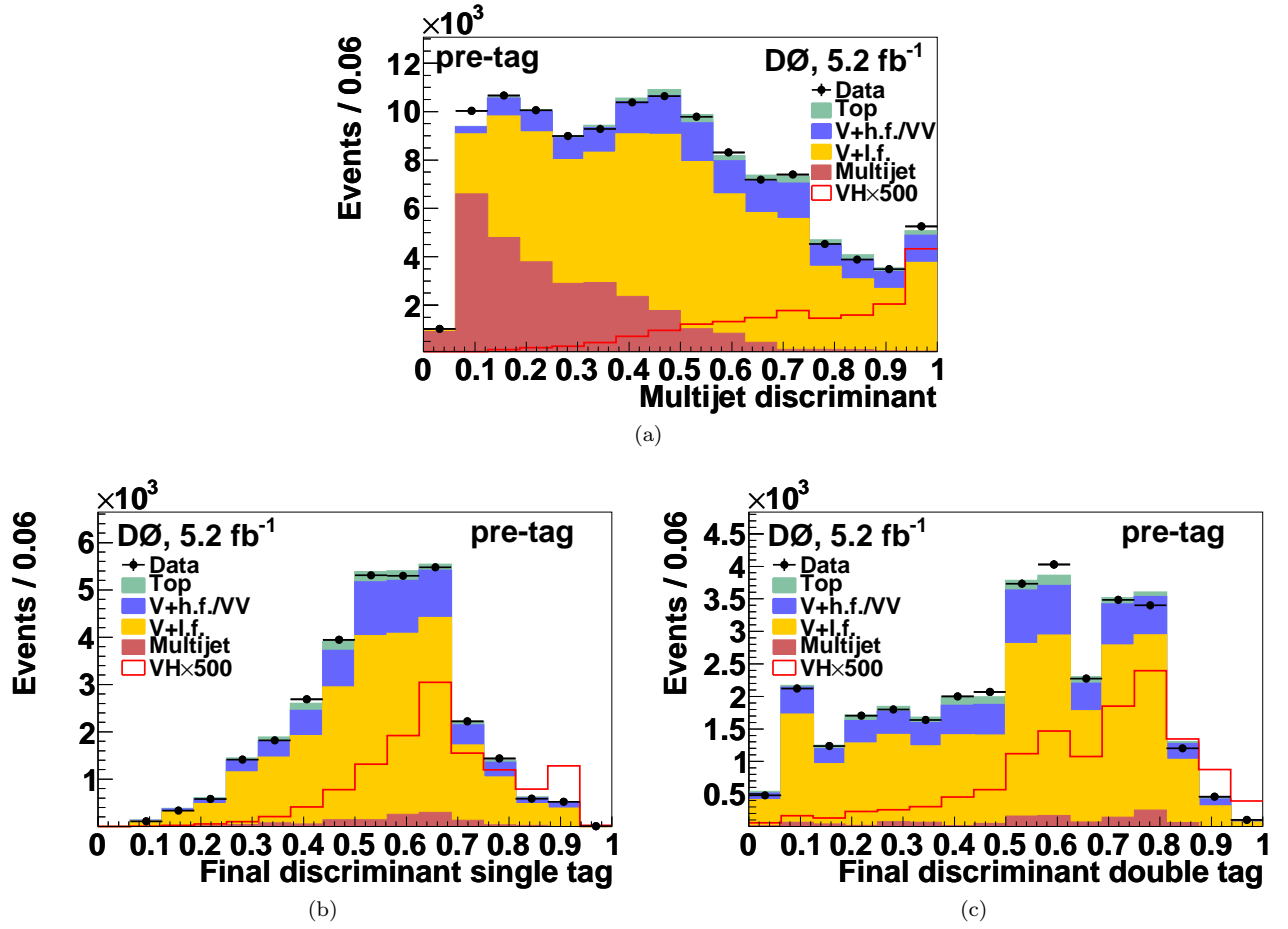 ×10³
pre-tag
DØ, 5.2 fb⁻¹
Data
Top
V+h.f./VV
V+l.f.
Multijet
VH×500
Events / 0.06
12
10
8
6
4
2
0 0.1 0.2 0.3 0.4 0.5 0.6 0.7 0.8 0.9 1
Multijet discriminant
(a)
×10³
DØ, 5.2 fb⁻¹
pre-tag
Data
Top
V+h.f./VV
V+l.f.
Multijet
VH×500
Events / 0.06
6
5
4
3
2
1
0 0.1 0.2 0.3 0.4 0.5 0.6 0.7 0.8 0.9 1
Final discriminant single tag
(b)
×10³
DØ, 5.2 fb⁻¹
pre-tag
Data
Top
V+h.f./VV
V+l.f.
Multijet
VH×500
Events / 0.06
4.5
4
3.5
3
2.5
2
1.5
1
0.5
0 0.1 0.2 0.3 0.4 0.5 0.6 0.7 0.8 0.9 1
Final discriminant double tag
(c)